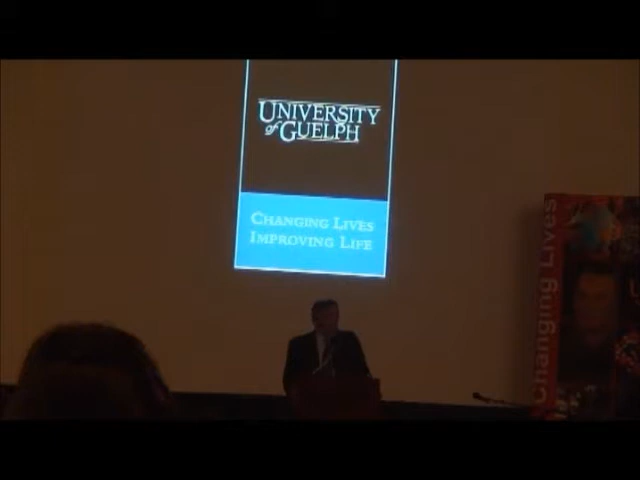 UNIVERSITY
of GUELPH
CHANGING LIVES
IMPROVING LIFE
Changing Lives